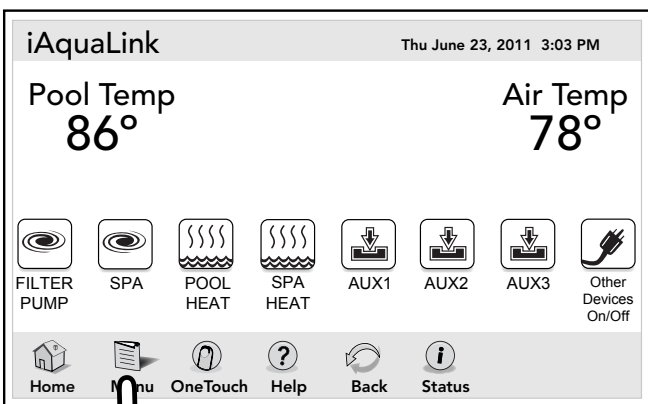 iAquaLink Thu June 23, 2011 3:03 PM
Pool Temp Air Temp
86° 78°
FILTER PUMP
SPA
POOL HEAT
SPA HEAT
AUX1
AUX2
AUX3
Other Devices On/Off
Home Menu OneTouch Help Back Status